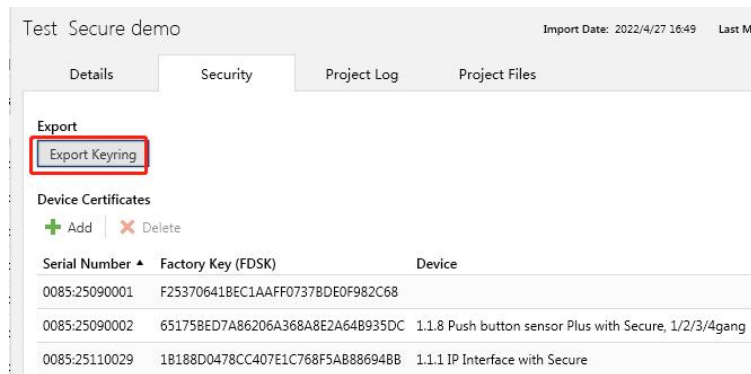 Test Secure demo Import Date: 2022/4/27 16:49 Last M
Details Security Project Log Project Files
Export
Export Keyring
Device Certificates
Add Delete
Serial Number Factory Key (FDSK) Device
0085:25090001 F25370641BEC1AAFF0737BDE0F982C68
0085:25090002 65175BED7A86206A368A8E2A64B935DC 1.1.8 Push button sensor Plus with Secure, 1/2/3/4gang
0085:25110029 1B188D0478CC407E1C768F5AB88694BB 1.1.1 IP Interface with Secure